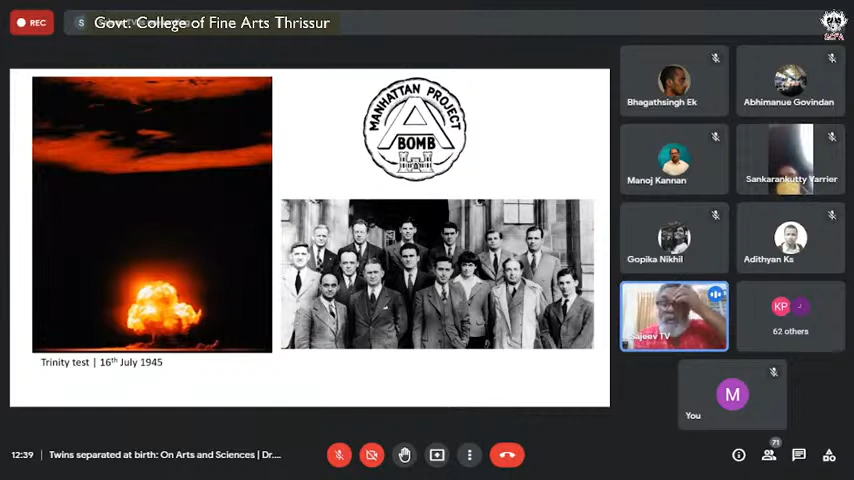 REC
S
Govt. College of Fine Arts Thrissur
SCFA
MANHATTAN PROJECT
A
BOMB
Trinity test | 16th July 1945
Bhagathsingh Ek
Abhimanue Govindan
Manoj Kannan
Sankarankutty Varrier
Gopika Nikhil
Adithyan Ks
Sajeev TV
KP
J
62 others
M
You
12:39 | Twins separated at birth: On Arts and Sciences | Dr....
71